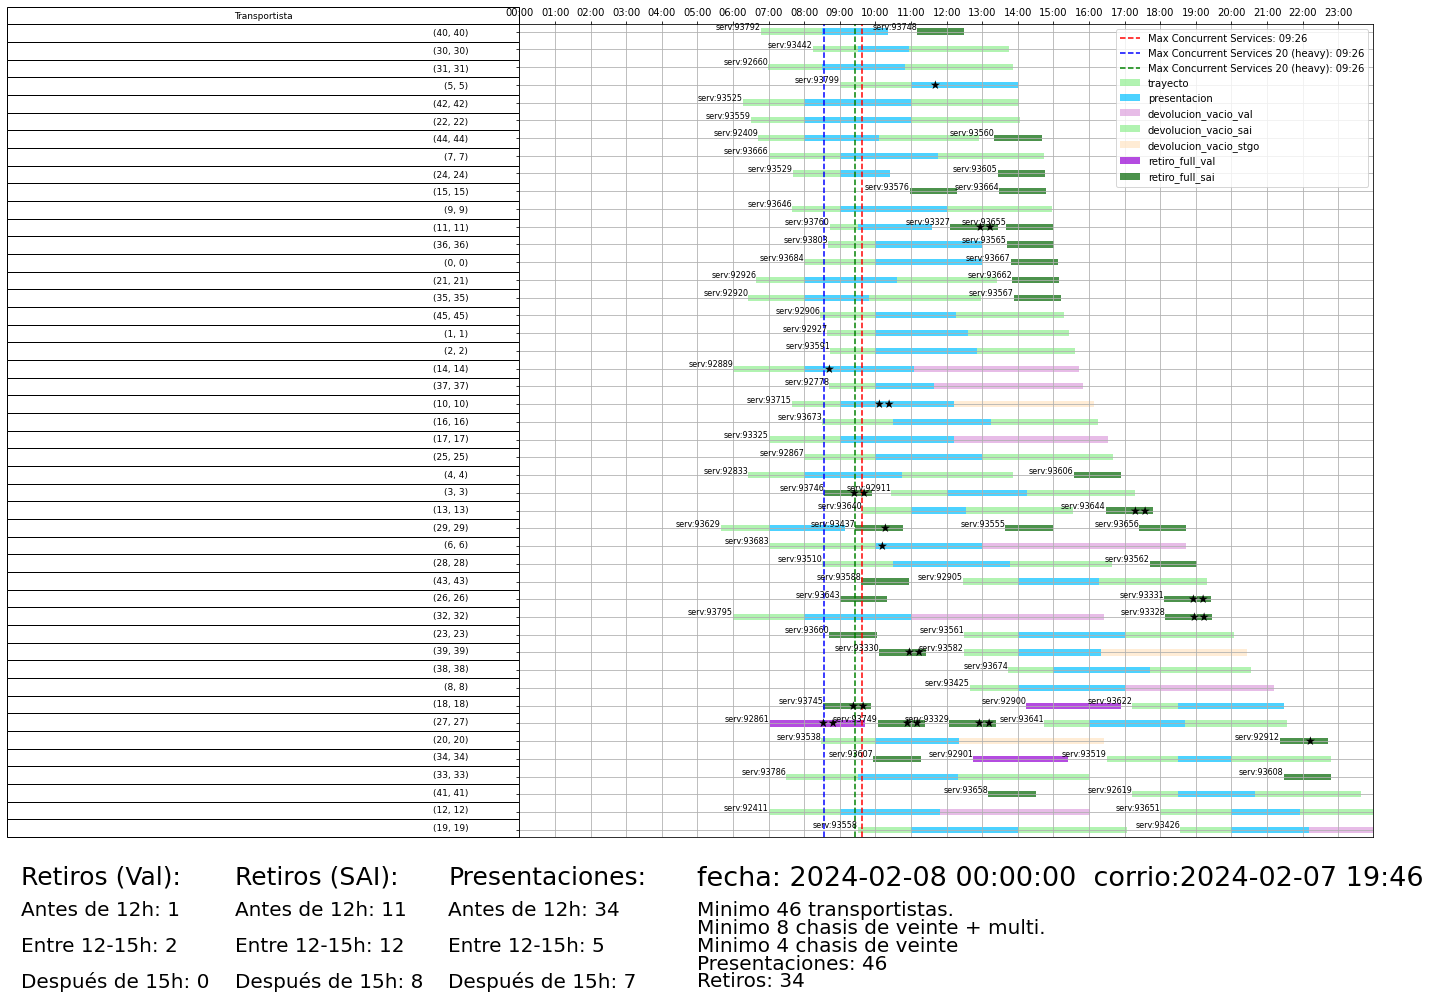 Transportista
00:00 01:00 02:00 03:00 04:00 05:00 06:00 07:00 08:00 09:00 10:00 11:00 12:00 13:00 14:00 15:00 16:00 17:00 18:00 19:00 20:00 21:00 22:00 23:00
Max Concurrent Services: 09:26
Max Concurrent Services 20 (heavy): 09:26
Max Concurrent Services 20 (heavy): 09:26
trayecto
presentacion
devolucion_vacio_val
devolucion_vacio_sai
devolucion_vacio_stgo
retiro_full_val
retiro_full_sai
(40, 40) serv:93792 serv:93748
(30, 30) serv:93442
(31, 31) serv:92660
(5, 5) serv:93799
(42, 42) serv:93525
(22, 22) serv:93559
(44, 44) serv:92409 serv:93560
(7, 7) serv:93666
(24, 24) serv:93529 serv:93605
(15, 15) serv:93576 serv:93664
(9, 9) serv:93646
(11, 11) serv:93760 serv:93327 serv:93655
(36, 36) serv:93803 serv:93565
(0, 0) serv:93684 serv:93667
(21, 21) serv:92926 serv:93662
(35, 35) serv:92920 serv:93567
(45, 45) serv:92906
(1, 1) serv:92927
(2, 2) serv:93591
(14, 14) serv:92889
(37, 37) serv:92778
(10, 10) serv:93715
(16, 16) serv:93673
(17, 17) serv:93325
(25, 25) serv:92867
(4, 4) serv:92833 serv:93606
(3, 3) serv:93746 serv:92911
(13, 13) serv:93640 serv:93644
(29, 29) serv:93629 serv:93437 serv:93555 serv:93656
(6, 6) serv:93683
(28, 28) serv:93510 serv:93562
(43, 43) serv:93588 serv:92905
(26, 26) serv:93643 serv:93331
(32, 32) serv:93795 serv:93328
(23, 23) serv:93660 serv:93561
(39, 39) serv:93330 serv:93582
(38, 38) serv:93674
(8, 8) serv:93425
(18, 18) serv:93745 serv:92900 serv:93622
(27, 27) serv:92861 serv:93749 serv:93329 serv:93641
(20, 20) serv:93538 serv:92912
(34, 34) serv:93607 serv:92901 serv:93519
(33, 33) serv:93786 serv:93608
(41, 41) serv:93658 serv:92619
(12, 12) serv:92411 serv:93651
(19, 19) serv:93558 serv:93426
Retiros (Val):
Antes de 12h: 1
Entre 12-15h: 2
Después de 15h: 0
Retiros (SAI):
Antes de 12h: 11
Entre 12-15h: 12
Después de 15h: 8
Presentaciones:
Antes de 12h: 34
Entre 12-15h: 5
Después de 15h: 7
fecha: 2024-02-08 00:00:00 corrio:2024-02-07 19:46
Minimo 46 transportistas.
Minimo 8 chasis de veinte + multi.
Minimo 4 chasis de veinte
Presentaciones: 46
Retiros: 34